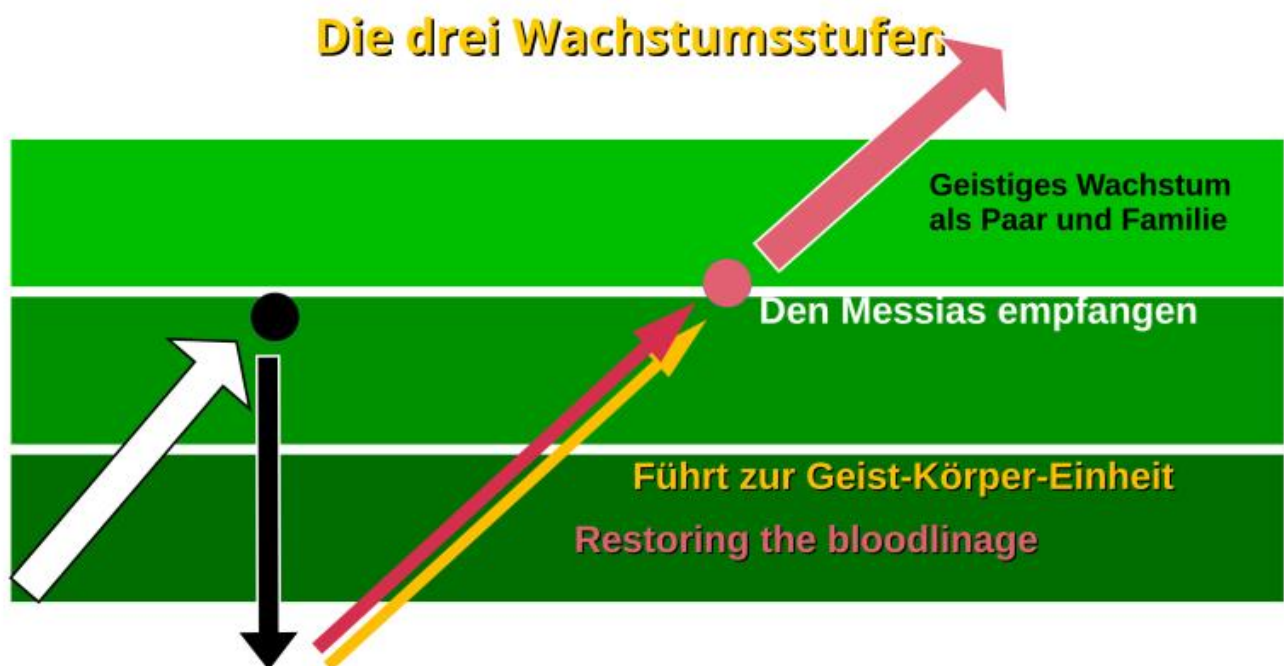 Die drei Wachstumsstufen
Geistiges Wachstum
als Paar und Familie
Den Messias empfangen
Führt zur Geist-Körper-Einheit
Restoring the bloodlinage